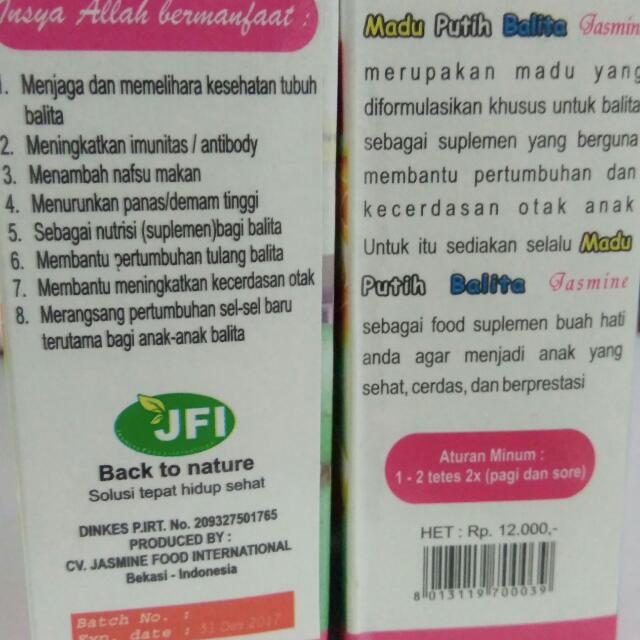 Insya Allah bermanfaat :
1. Menjaga dan memelihara kesehatan tubuh
balita
2. Meningkatkan imunitas / antibody
3. Menambah nafsu makan
4. Menurunkan panas/demam tinggi
5. Sebagai nutrisi (suplemen)bagi balita
6. Membantu pertumbuhan tulang balita
7. Membantu meningkatkan kecerdasan otak
8. Merangsang pertumbuhan sel-sel baru
terutama bagi anak-anak balita
JFI
Back to nature
Solusi tepat hidup sehat
DINKES P.IRT. No. 209327501765
PRODUCED BY :
CV. JASMINE FOOD INTERNATIONAL
Bekasi - Indonesia
Batch No. :
Exp. date : 31 Des 2017
Madu Putih Balita Jasmine
merupakan madu yang
diformulasikan khusus untuk balita
sebagai suplemen yang berguna
membantu pertumbuhan dan
kecerdasan otak anak
Untuk itu sediakan selalu Madu
Putih Balita Jasmine
sebagai food suplemen buah hati
anda agar menjadi anak yang
sehat, cerdas, dan berprestasi
Aturan Minum :
1 - 2 tetes 2x (pagi dan sore)
HET : Rp. 12.000,-
8 013119 700039